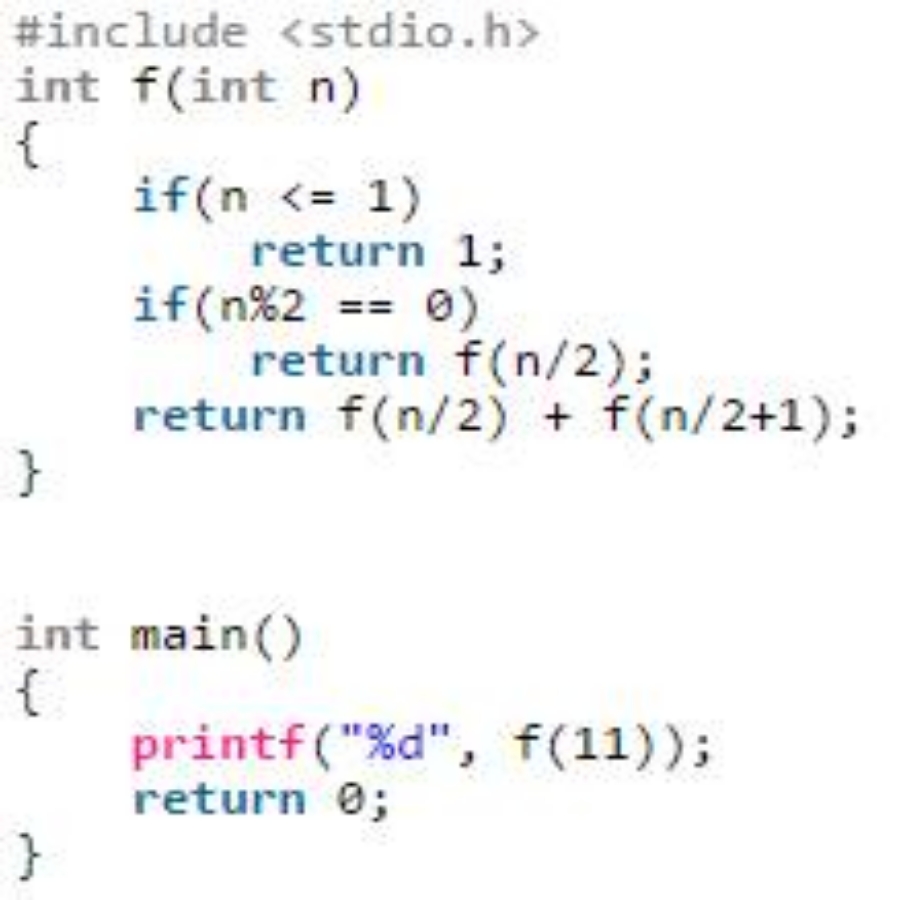 #include <stdio.h>
int f(int n)
{
    if(n <= 1)
        return 1;
    if(n%2 == 0)
        return f(n/2);
    return f(n/2) + f(n/2+1);
}
int main()
{
    printf("%d", f(11));
    return 0;
}